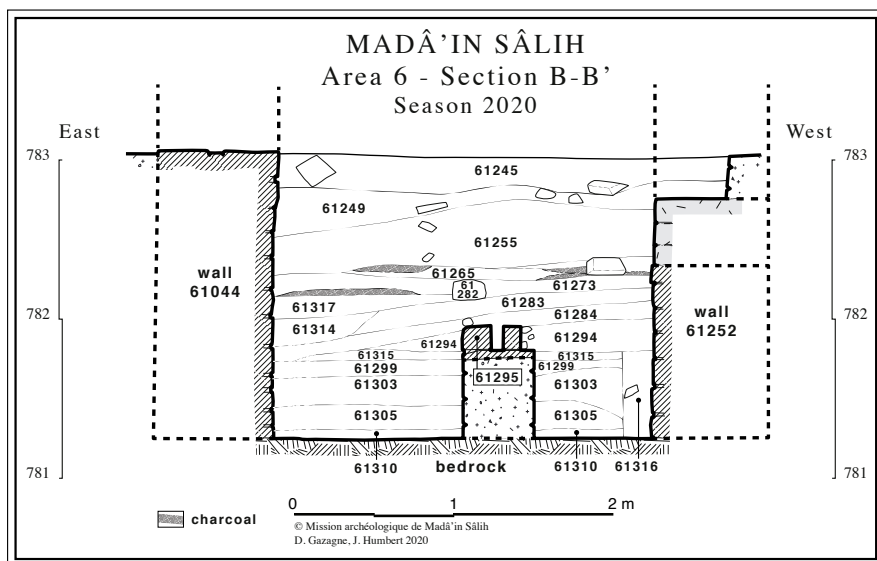 MADÂ’IN SÂLIH
Area 6 - Section B-B’
Season 2020
East
West
783
783
61245
61249
61255
wall
61044
61265
61273
61
282
61317
61283
782
782
61284
wall
61252
61314
61294
61294
61315
61315
61299
61299
61295
61303
61303
61305
61305
781
781
61310
bedrock
61310
61316
0
1
2 m
charcoal
© Mission archéologique de Madâ’in Sâlih
D. Gazagne, J. Humbert 2020